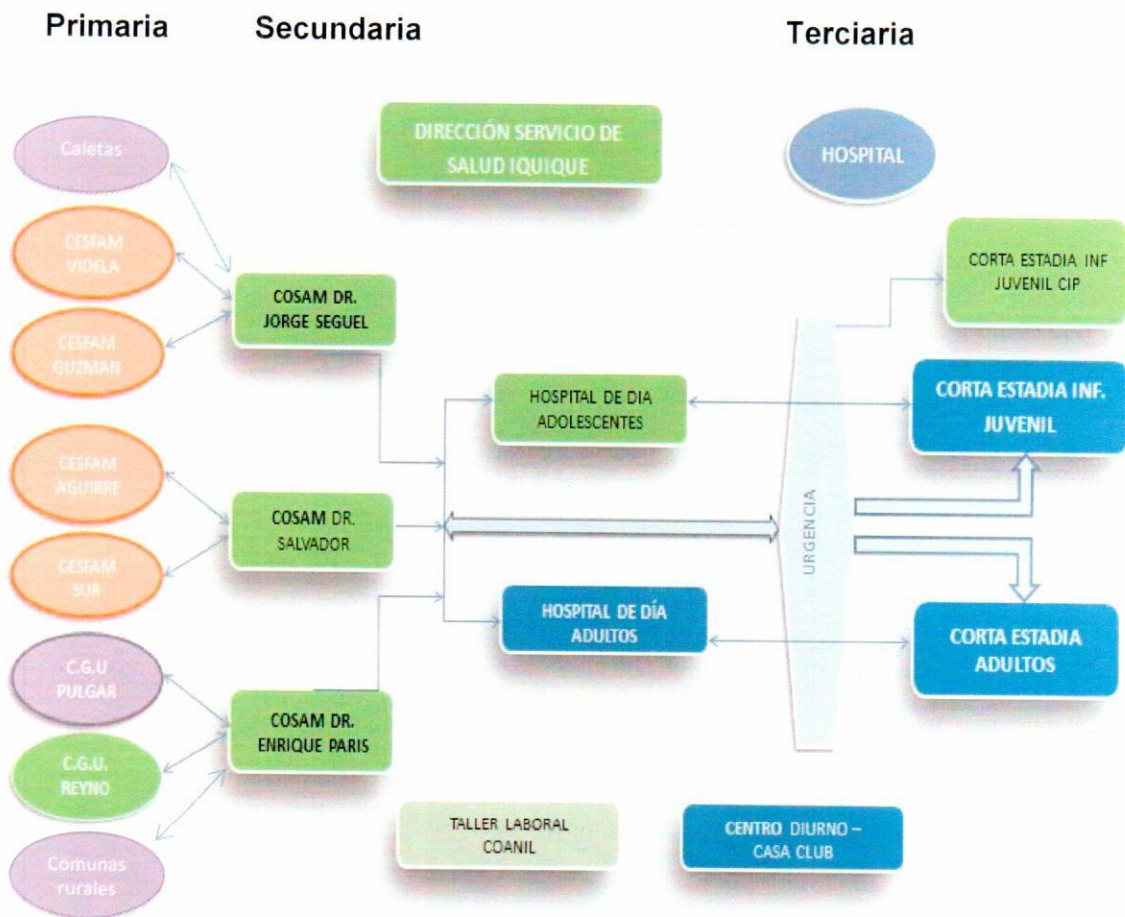 Primaria
Secundaria
Terciaria
DIRECCIÓN SERVICIO DE
SALUD IQUIQUE
HOSPITAL
Caletas
CESFAM
VIDELA
CESFAM
GUZMAN
CESFAM
AGUIRRE
CESFAM
SUR
C.G.U
PULGAR
C.G.U.
REYNO
Comunas
rurales
COSAM DR.
JORGE SEGUEL
COSAM DR.
SALVADOR
COSAM DR.
ENRIQUE PARIS
HOSPITAL DE DIA
ADOLESCENTES
HOSPITAL DE DÍA
ADULTOS
URGENCIA
CORTA ESTADIA INF
JUVENIL CIP
CORTA ESTADIA INF.
JUVENIL
CORTA ESTADIA
ADULTOS
TALLER LABORAL
COANIL
CENTRO DIURNO –
CASA CLUB